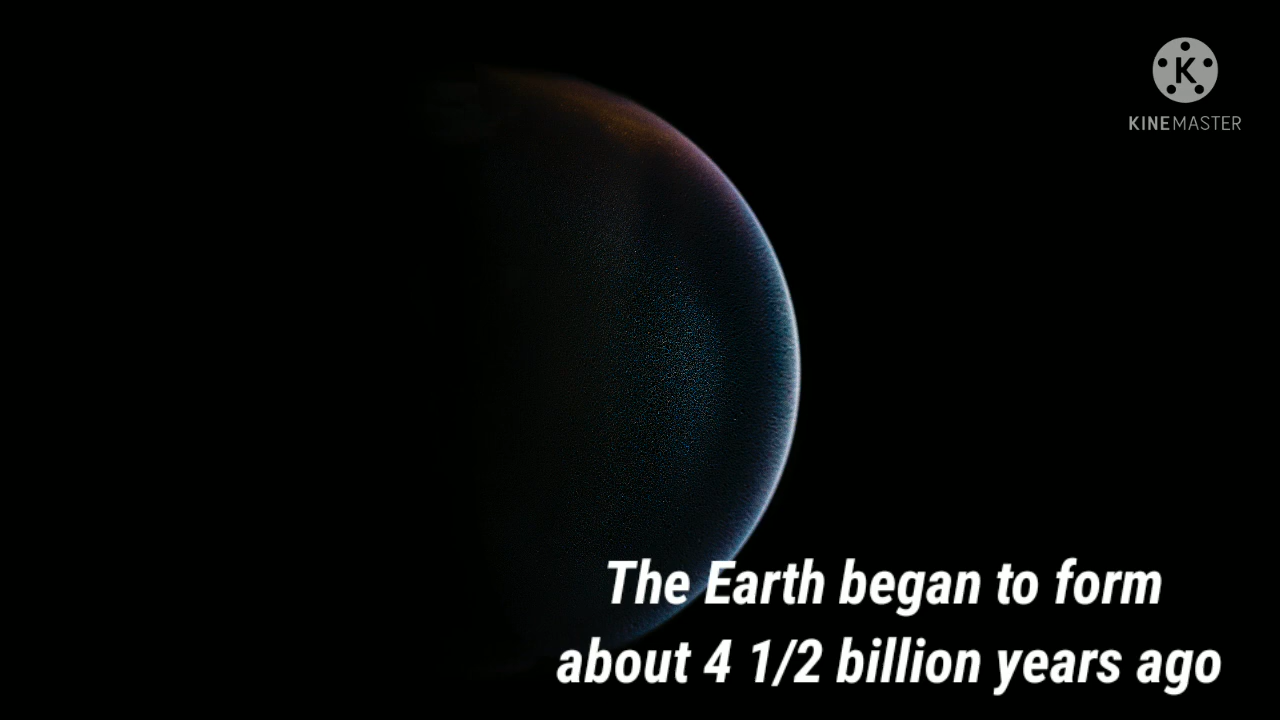 K
KINEMASTER
The Earth began to form
about 4 1/2 billion years ago